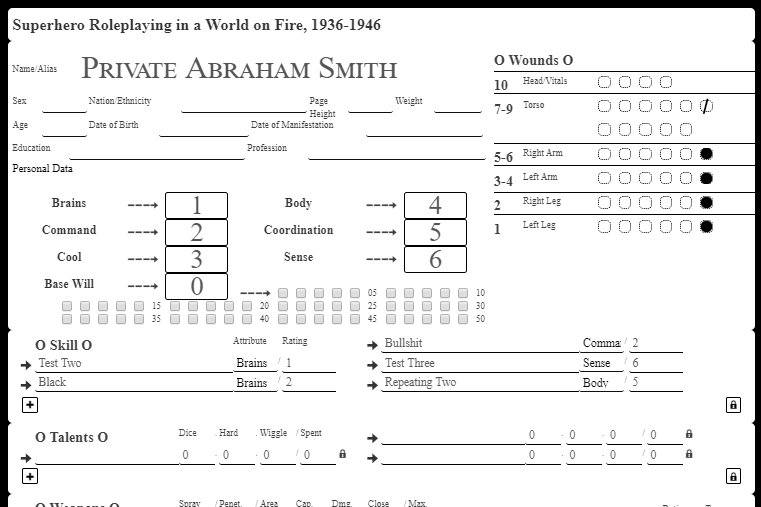 Superhero Roleplaying in a World on Fire, 1936-1946
Name/Alias Private Abraham Smith
Sex Nation/Ethnicity Page Weight
Height
Age Date of Birth Date of Manifestation
Education Profession
Personal Data
O Wounds O
10 Head/Vitals
7-9 Torso
5-6 Right Arm
3-4 Left Arm
2 Right Leg
1 Left Leg
Brains 1 Body 4
Command 2 Coordination 5
Cool 3 Sense 6
Base Will 0
05 10
15 20 25 30
35 40 45 50
O Skill O Attribute Rating
Bullshit Comma / 2
Test Two Brains / 1
Test Three Sense / 6
Black Brains / 2
Repeating Two Body / 5
+
O Talents O Dice . Hard . Wiggle / Spent
0 . 0 . 0 / 0
0 . 0 . 0 / 0
0 . 0 . 0 / 0
+
Spray / Penet. / Area Cap. Dmg. Close / Max.